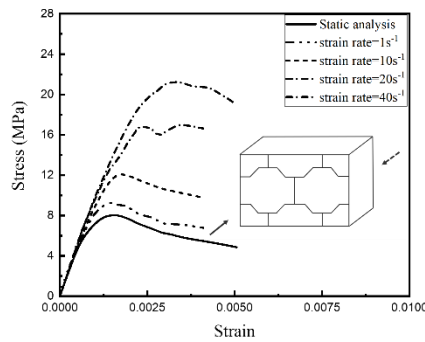 Static analysis
strain rate=1s⁻¹
strain rate=10s⁻¹
strain rate=20s⁻¹
strain rate=40s⁻¹
28
24
20
16
12
8
4
0
Stress (MPa)
0.0000 0.0025 0.0050 0.0075 0.0100
Strain